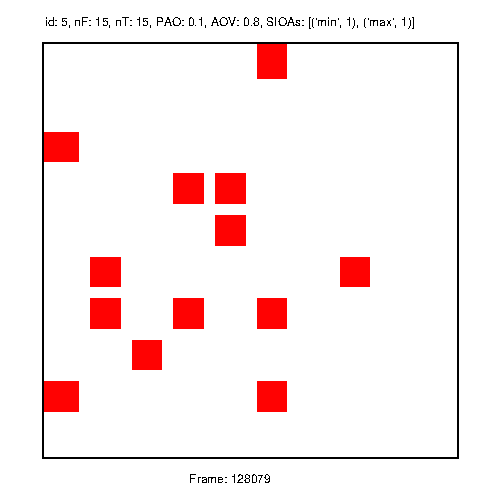 id: 5, nF: 15, nT: 15, PAO: 0.1, AOV: 0.8, SIOAs: [('min', 1), ('max', 1)]
Frame: 128079